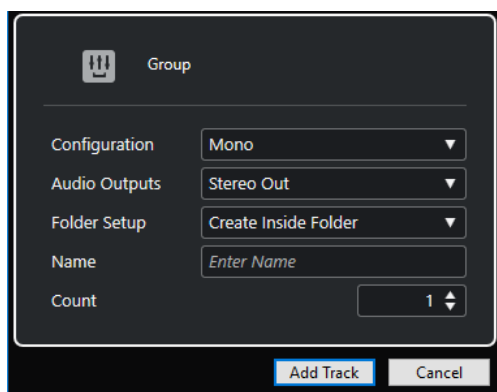 Group
Configuration Mono
Audio Outputs Stereo Out
Folder Setup Create Inside Folder
Name Enter Name
Count 1
Add Track Cancel